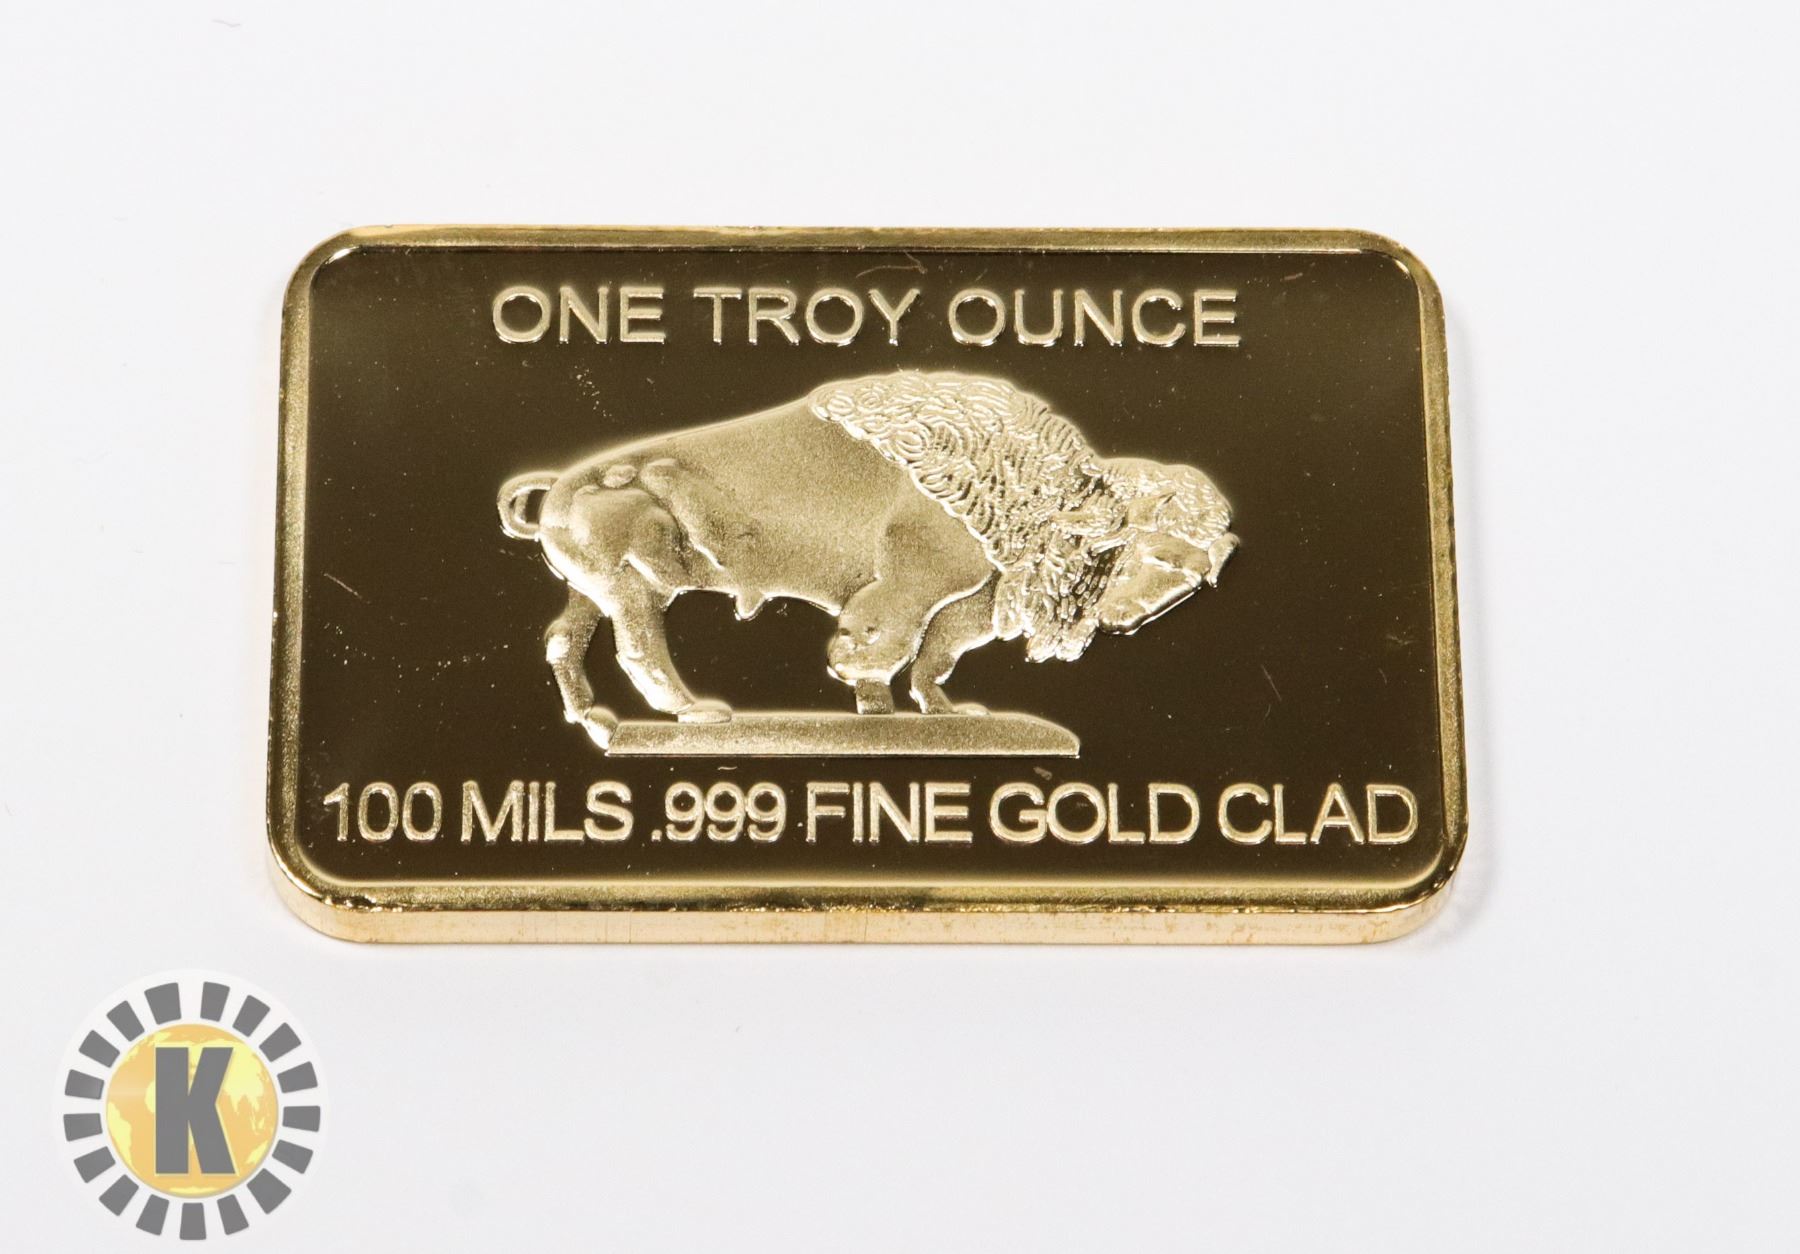 ONE TROY OUNCE
100 MILS .999 FINE GOLD CLAD
K